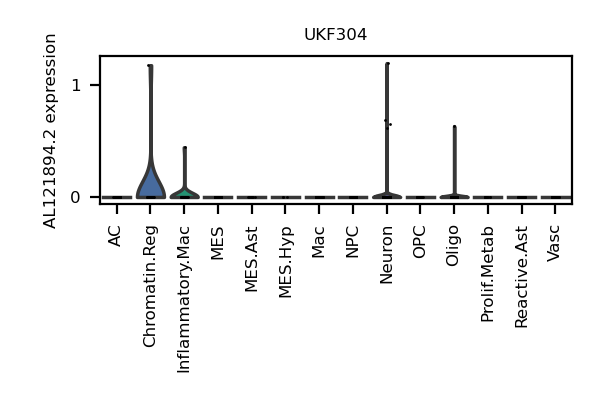 UKF304
AL121894.2 expression
1
0
AC
Chromatin.Reg
Inflammatory.Mac
MES
MES.Ast
MES.Hyp
Mac
NPC
Neuron
OPC
Oligo
Prolif.Metab
Reactive.Ast
Vasc